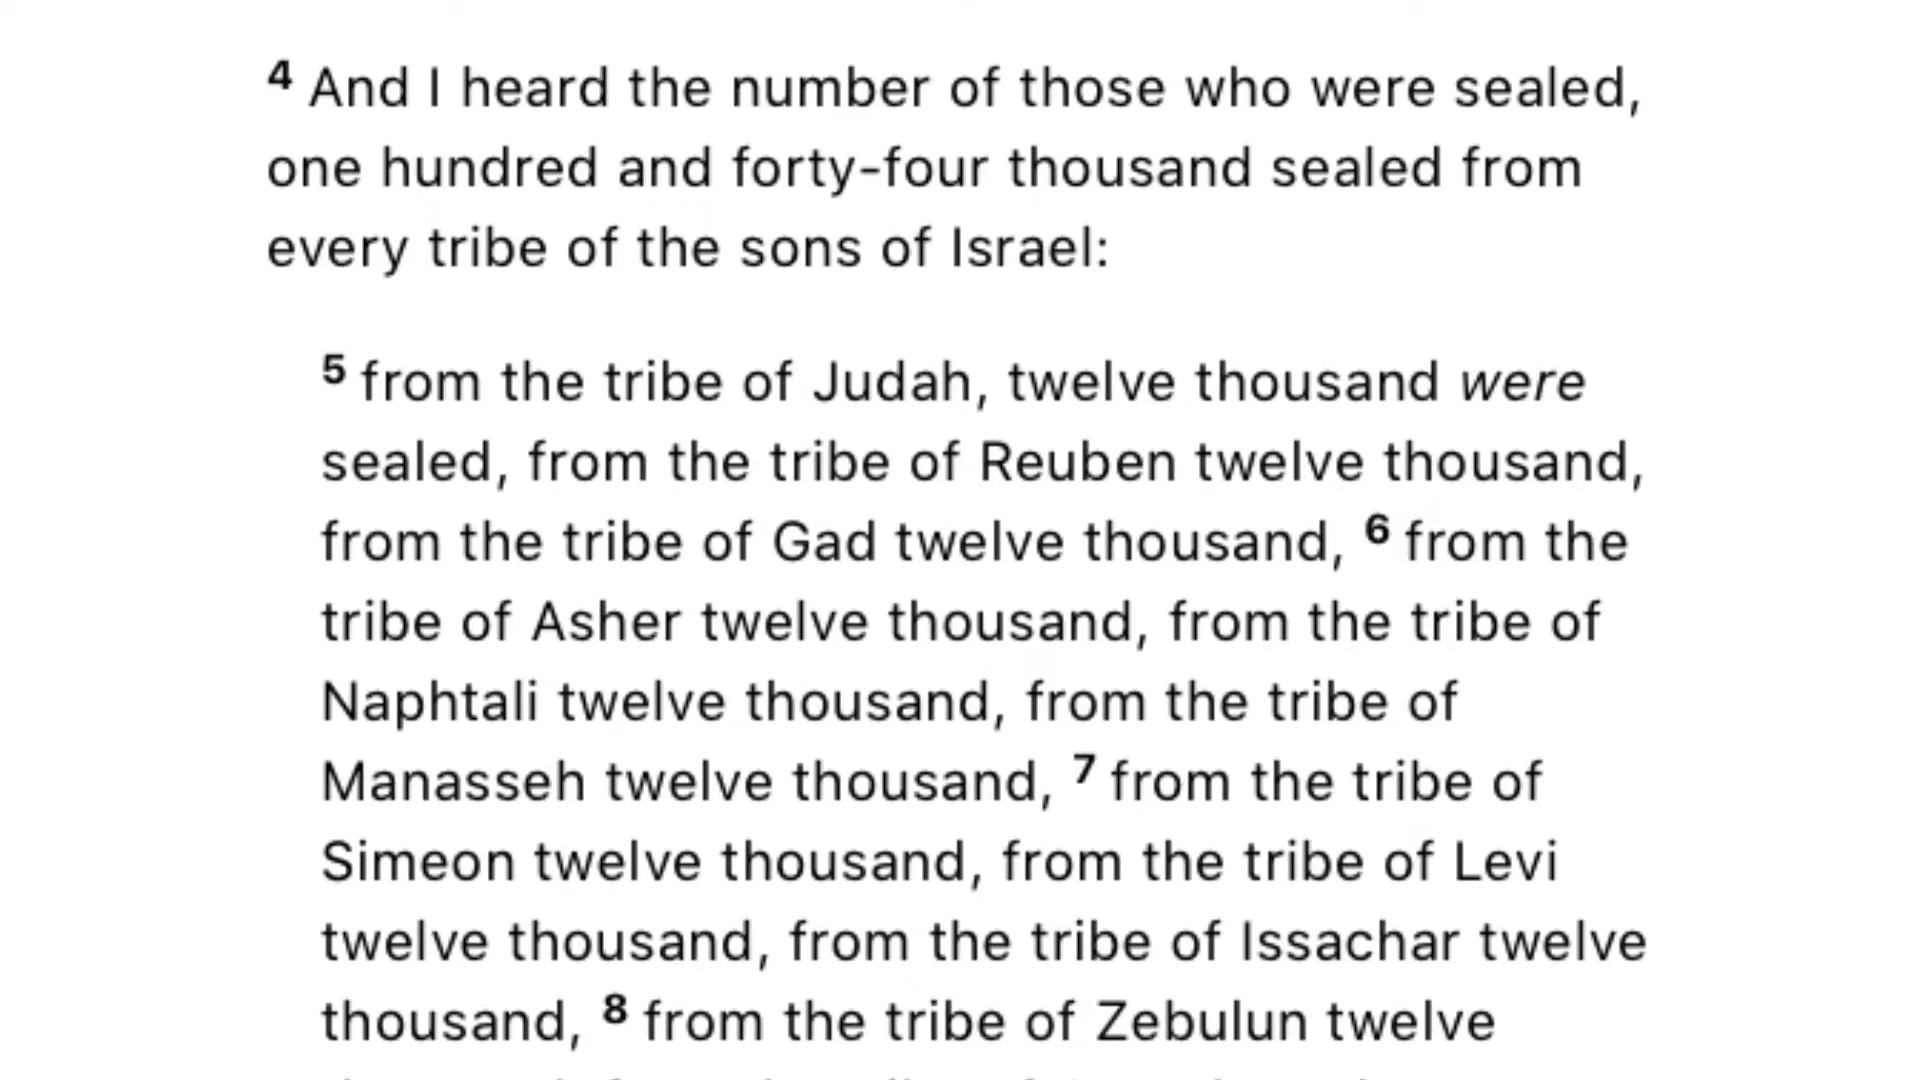 4 And I heard the number of those who were sealed,
one hundred and forty-four thousand sealed from
every tribe of the sons of Israel:
5 from the tribe of Judah, twelve thousand were
sealed, from the tribe of Reuben twelve thousand,
from the tribe of Gad twelve thousand, 6 from the
tribe of Asher twelve thousand, from the tribe of
Naphtali twelve thousand, from the tribe of
Manasseh twelve thousand, 7 from the tribe of
Simeon twelve thousand, from the tribe of Levi
twelve thousand, from the tribe of Issachar twelve
thousand, 8 from the tribe of Zebulun twelve